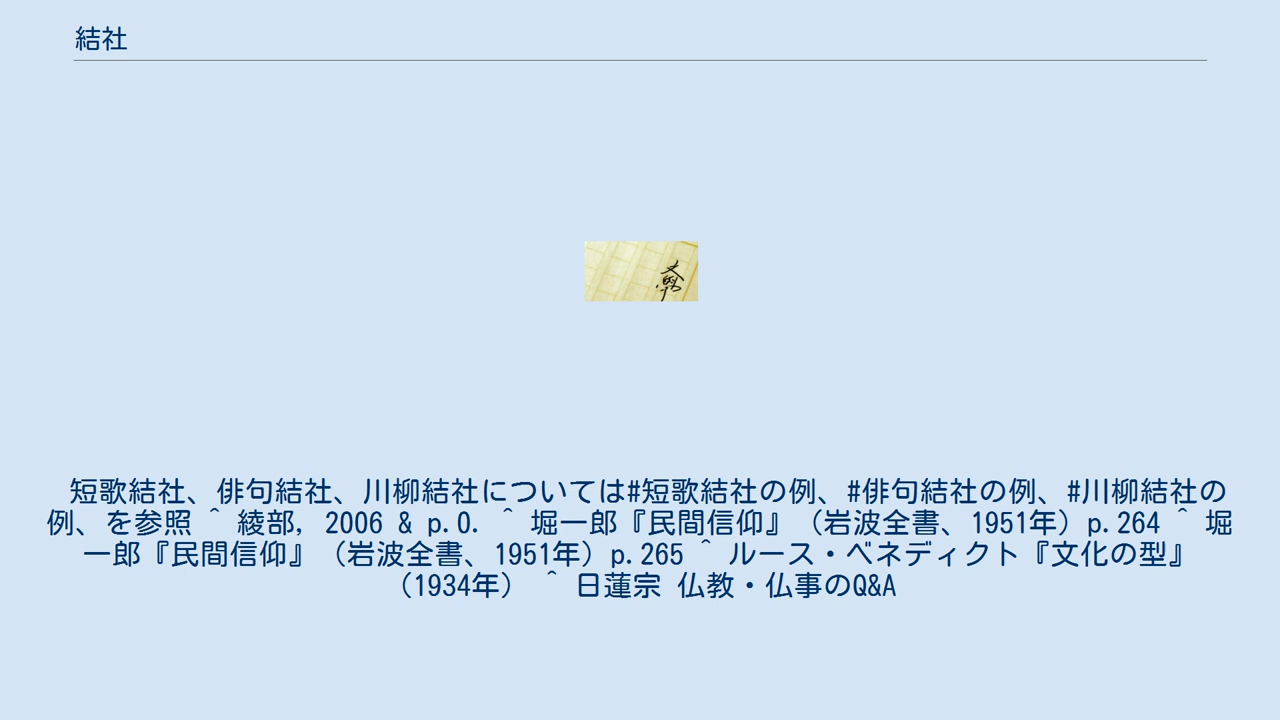 結社
短歌結社、俳句結社、川柳結社については#短歌結社の例、#俳句結社の例、#川柳結社の
例、を参照 ^ 綾部, 2006 & p.0. ^ 堀一郎『民間信仰』（岩波全書、1951年）p.264 ^ 堀
一郎『民間信仰』（岩波全書、1951年）p.265 ^ ルース・ベネディクト『文化の型』
（1934年） ^ 日蓮宗 仏教・仏事のQ&A